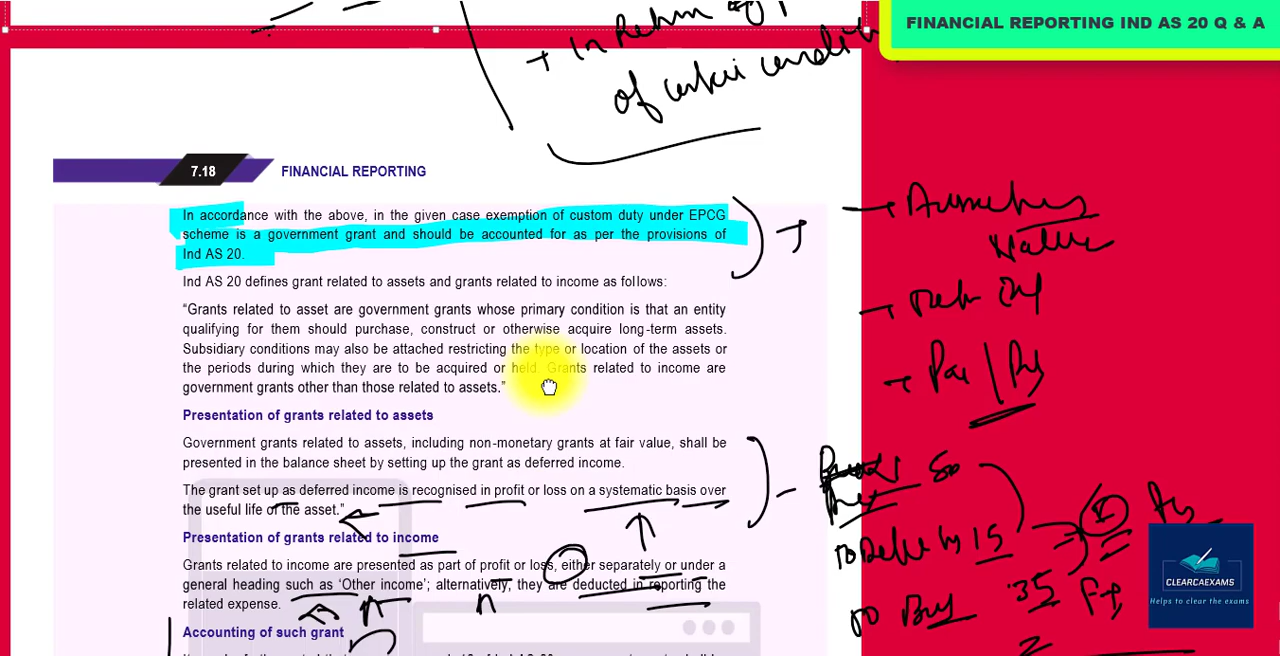 FINANCIAL REPORTING IND AS 20 Q & A
+ In Return of
of certain conditi
7.18 FINANCIAL REPORTING
In accordance with the above, in the given case exemption of custom duty under EPCG
scheme is a government grant and should be accounted for as per the provisions of
Ind AS 20.
Ind AS 20 defines grant related to assets and grants related to income as follows:
“Grants related to asset are government grants whose primary condition is that an entity
qualifying for them should purchase, construct or otherwise acquire long-term assets.
Subsidiary conditions may also be attached restricting the type or location of the assets or
the periods during which they are to be acquired or held. Grants related to income are
government grants other than those related to assets.”
Presentation of grants related to assets
Government grants related to assets, including non-monetary grants at fair value, shall be
presented in the balance sheet by setting up the grant as deferred income.
The grant set up as deferred income is recognised in profit or loss on a systematic basis over
the useful life of the asset.”
Presentation of grants related to income
Grants related to income are presented as part of profit or loss, either separately or under a
general heading such as ‘Other income’; alternatively, they are deducted in reporting the
related expense.
Accounting of such grant
Nature
15
35
CLEARCAEXAMS
Helps to clear the exams